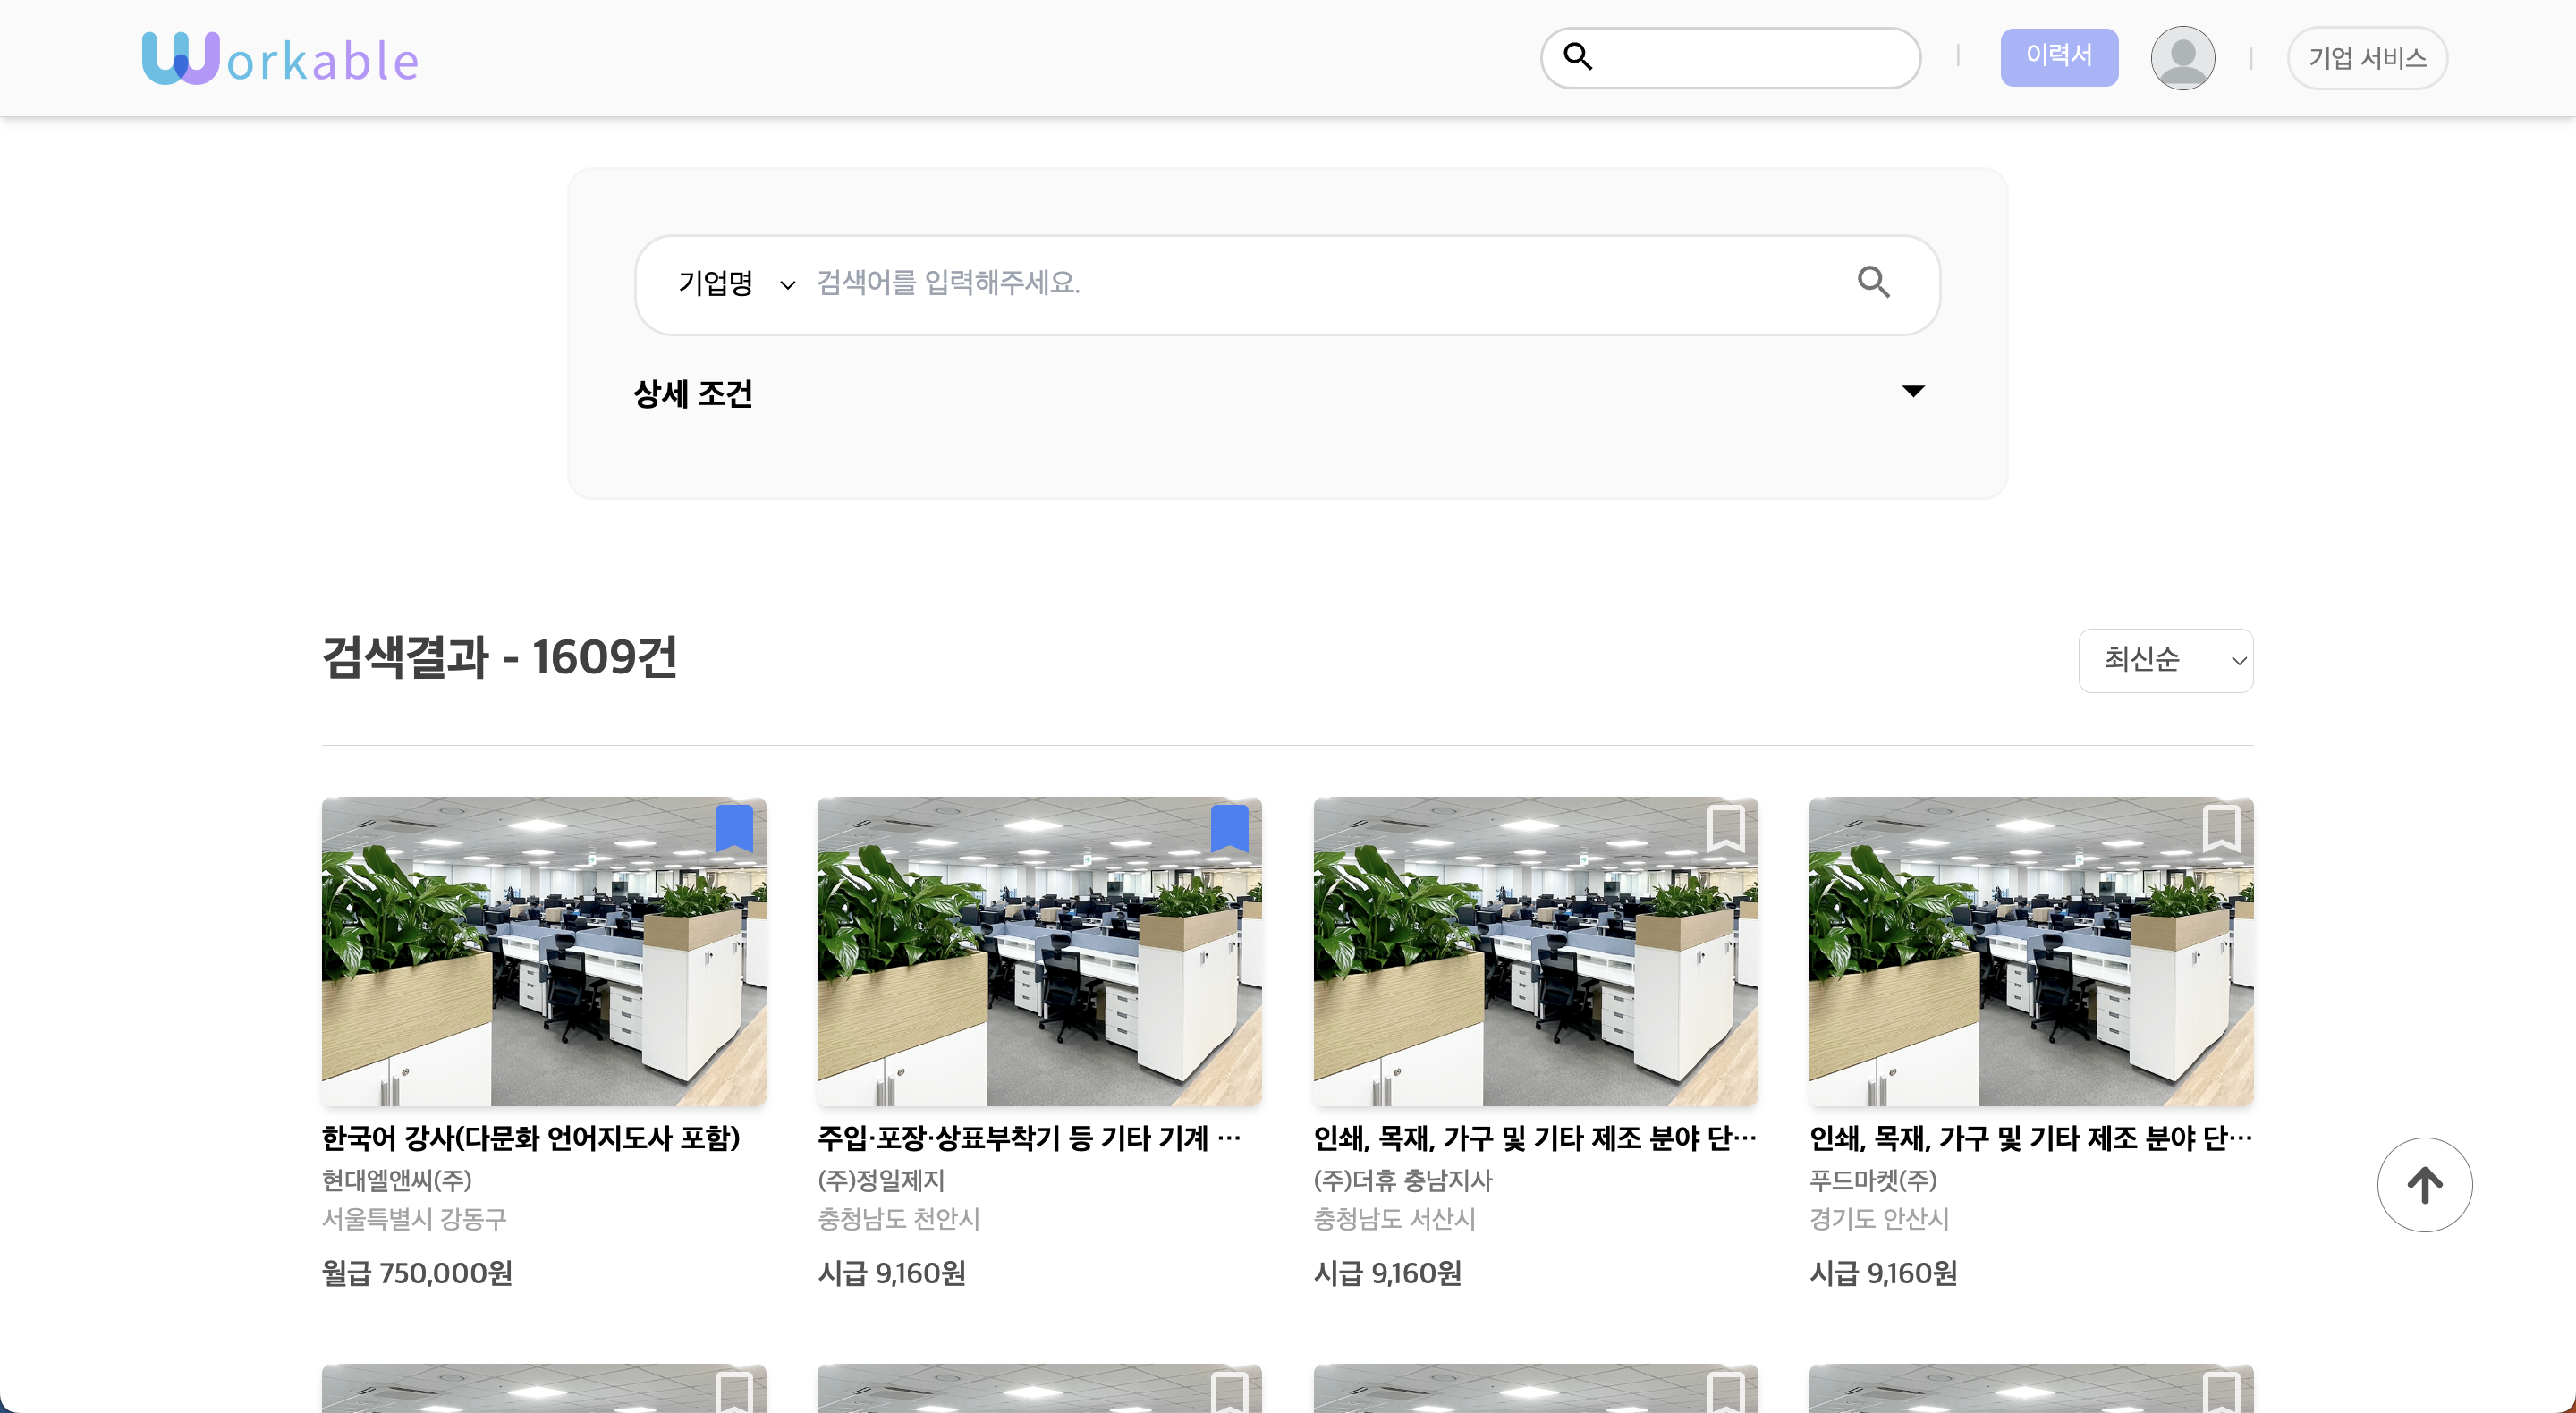 Workable
이력서
기업 서비스
기업명
검색어를 입력해주세요.
상세 조건
검색결과 - 1609건
최신순
한국어 강사(다문화 언어지도사 포함)
현대엘앤씨(주)
서울특별시 강동구
월급 750,000원
주입·포장·상표부착기 등 기타 기계 …
(주)정일제지
충청남도 천안시
시급 9,160원
인쇄, 목재, 가구 및 기타 제조 분야 단…
(주)더휴 충남지사
충청남도 서산시
시급 9,160원
인쇄, 목재, 가구 및 기타 제조 분야 단…
푸드마켓(주)
경기도 안산시
시급 9,160원